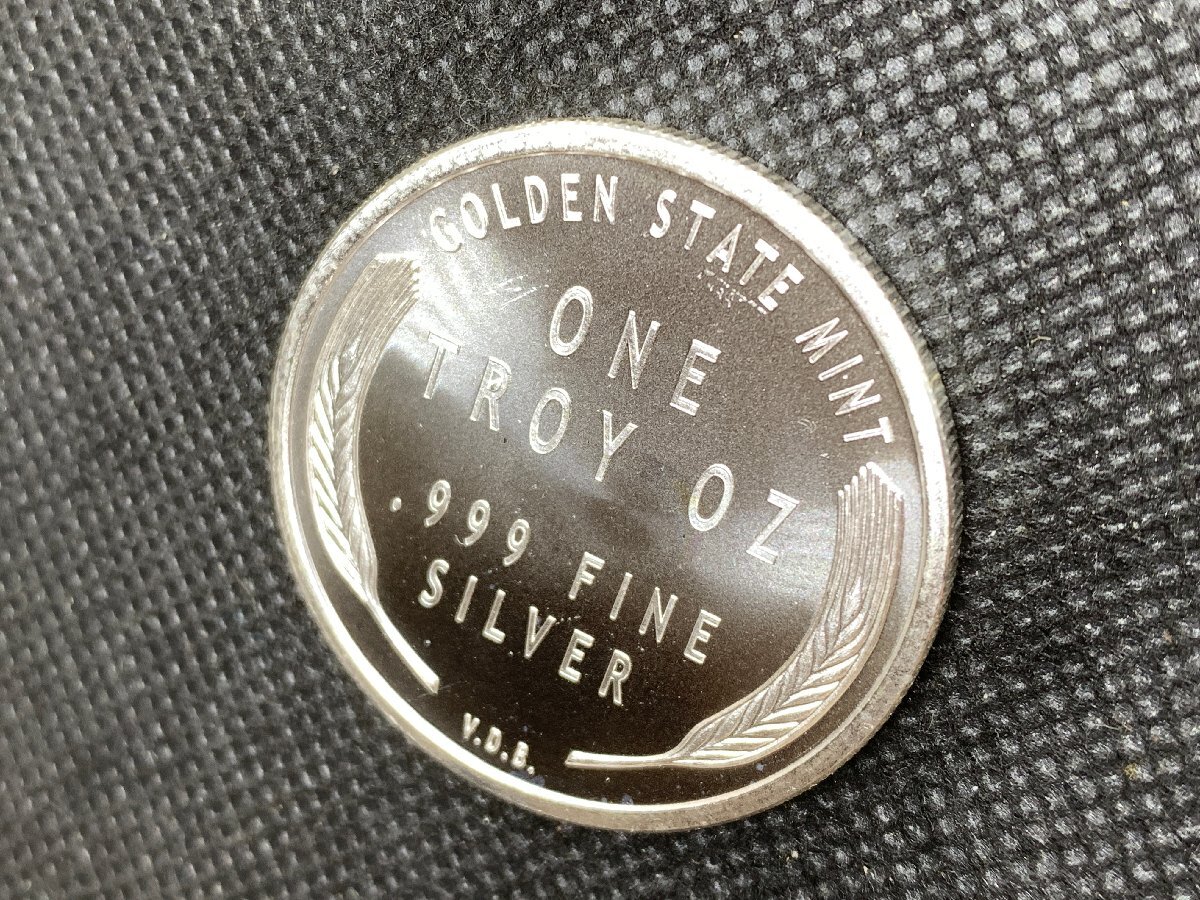 GOLDEN STATE MINT
ONE
TROY OZ
.999 FINE
SILVER
V.D.B.